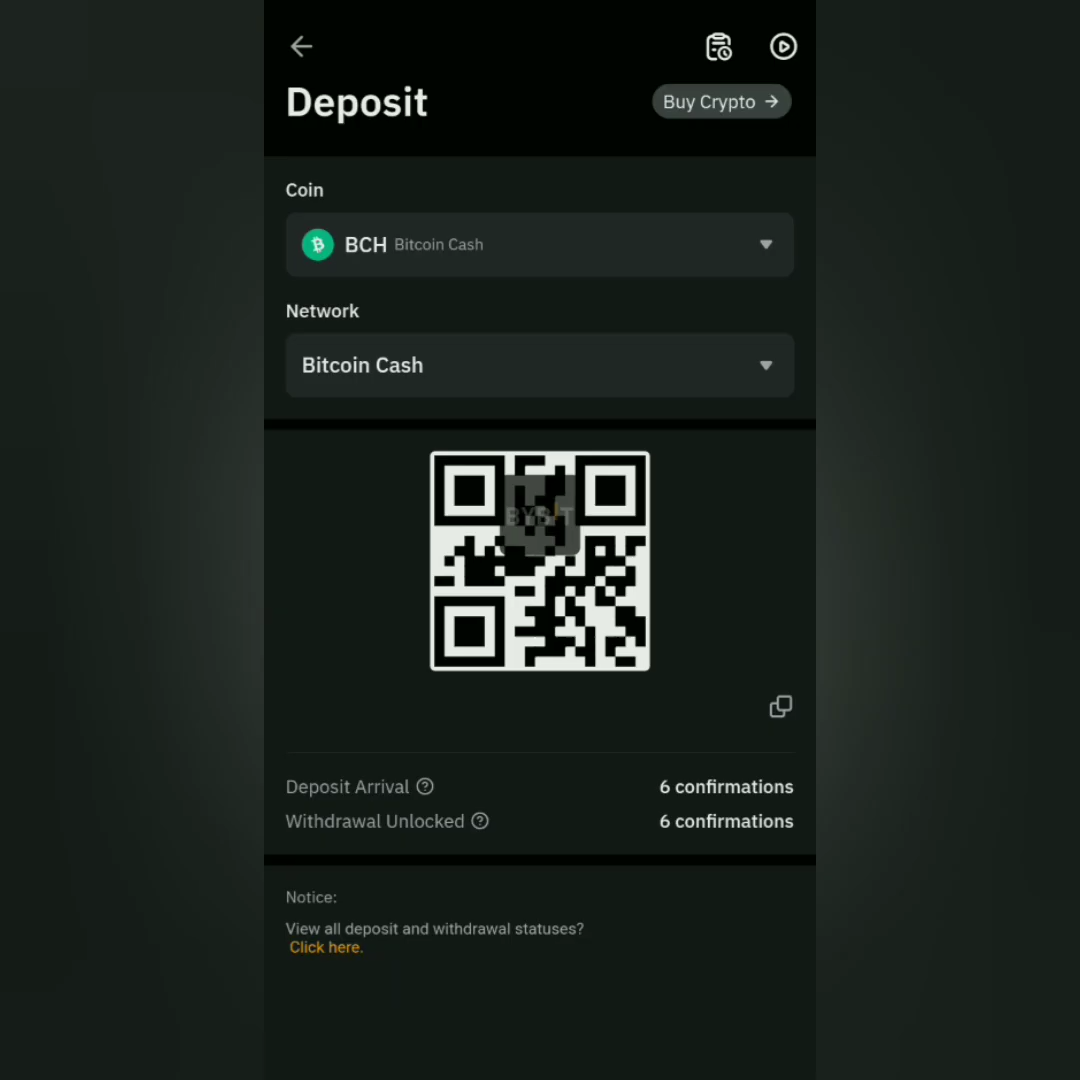 Deposit
Buy Crypto →
Coin
BCH Bitcoin Cash
Network
Bitcoin Cash
BYBIT
Deposit Arrival
6 confirmations
Withdrawal Unlocked
6 confirmations
Notice:
View all deposit and withdrawal statuses?
Click here.